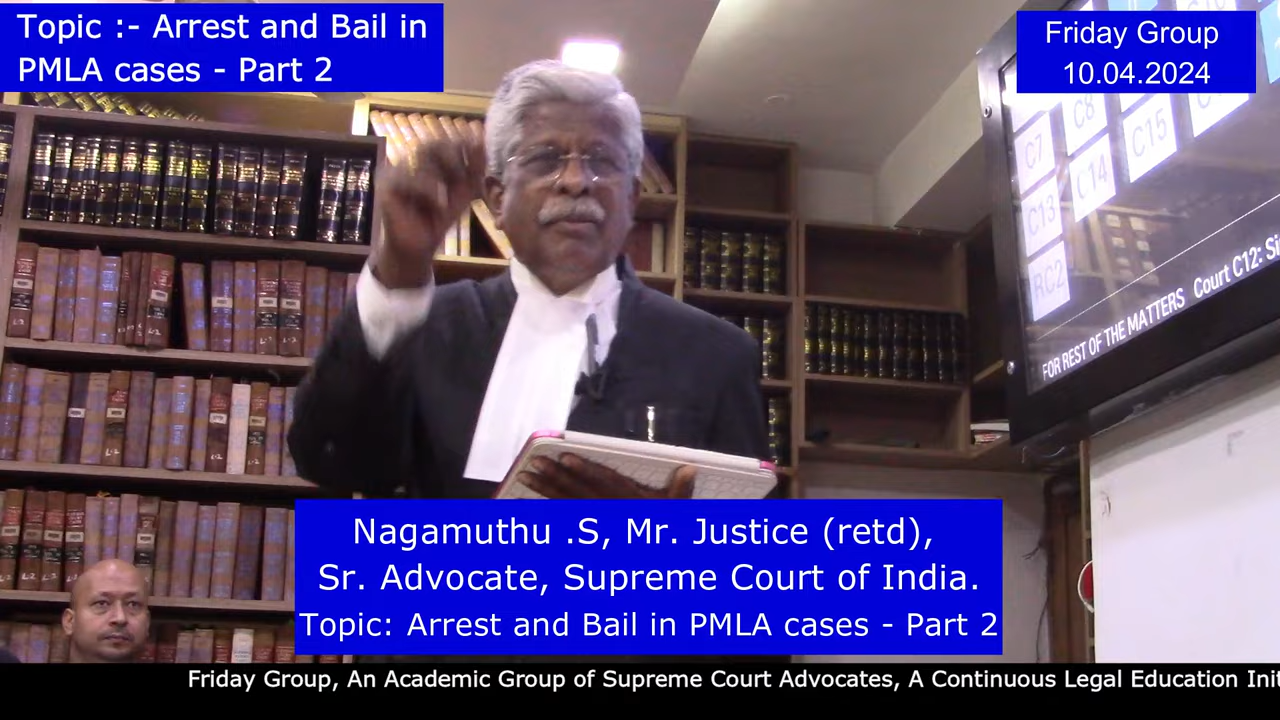 Topic :- Arrest and Bail in
PMLA cases - Part 2
Friday Group
10.04.2024
C7
C8
C15
C14
C13
RC2
FOR REST OF THE MATTERS Court C12: Si
Nagamuthu .S, Mr. Justice (retd),
Sr. Advocate, Supreme Court of India.
Topic: Arrest and Bail in PMLA cases - Part 2
Friday Group, An Academic Group of Supreme Court Advocates, A Continuous Legal Education Init